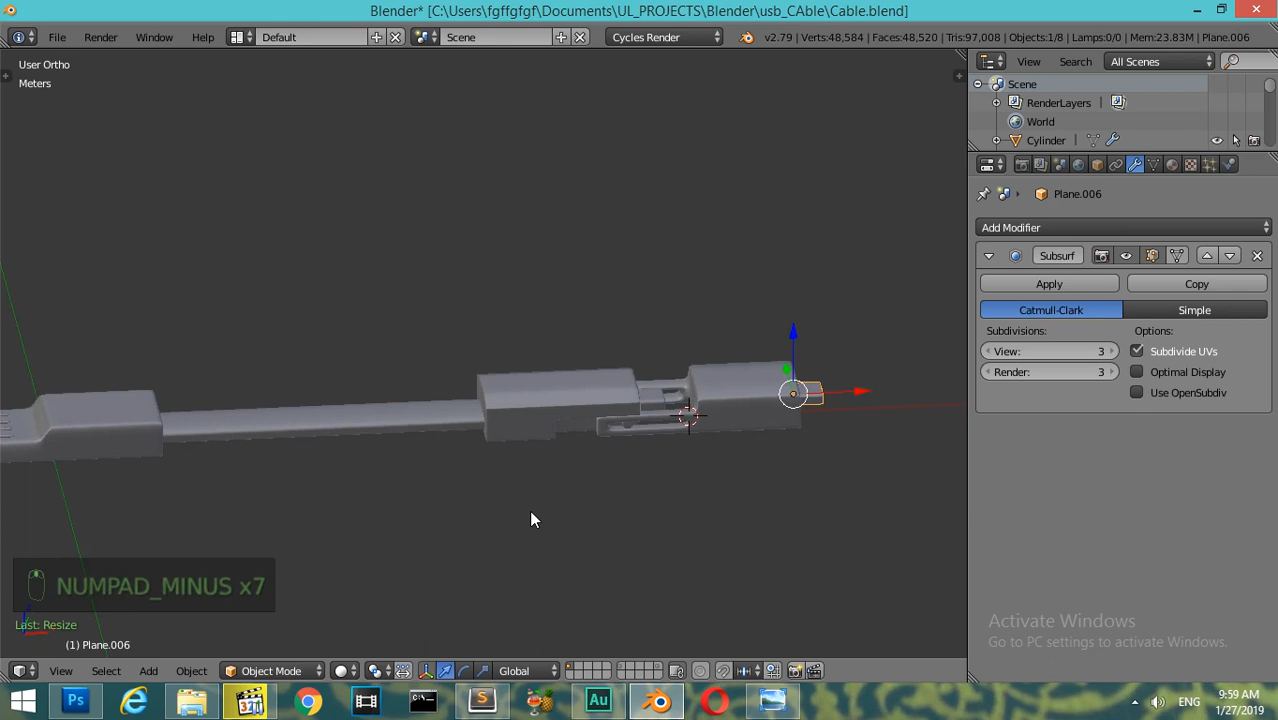 Blender* [C:\Users\fgffgfgf\Documents\UL_PROJECTS\Blender\usb_CAble\Cable.blend]
File Render Window Help Default Scene Cycles Render v2.79 | Verts:48,584 | Faces:48,520 | Tris:97,008 | Objects:1/8 | Lamps:0/0 | Mem:23.83M | Plane.006
User Ortho
Meters
View Search All Scenes
Scene
RenderLayers
World
Cylinder
Plane.006
Add Modifier
Subsurf
Apply Copy
Catmull-Clark Simple
Subdivisions: Options:
View: 3 Subdivide UVs
Render: 3 Optimal Display
Use OpenSubdiv
NUMPAD_MINUS x7
Last: Resize
(1) Plane.006
Activate Windows
Go to PC settings to activate Windows.
View Select Add Object Object Mode Global
Ps 321 S Au
ENG
9:59 AM
1/27/2019